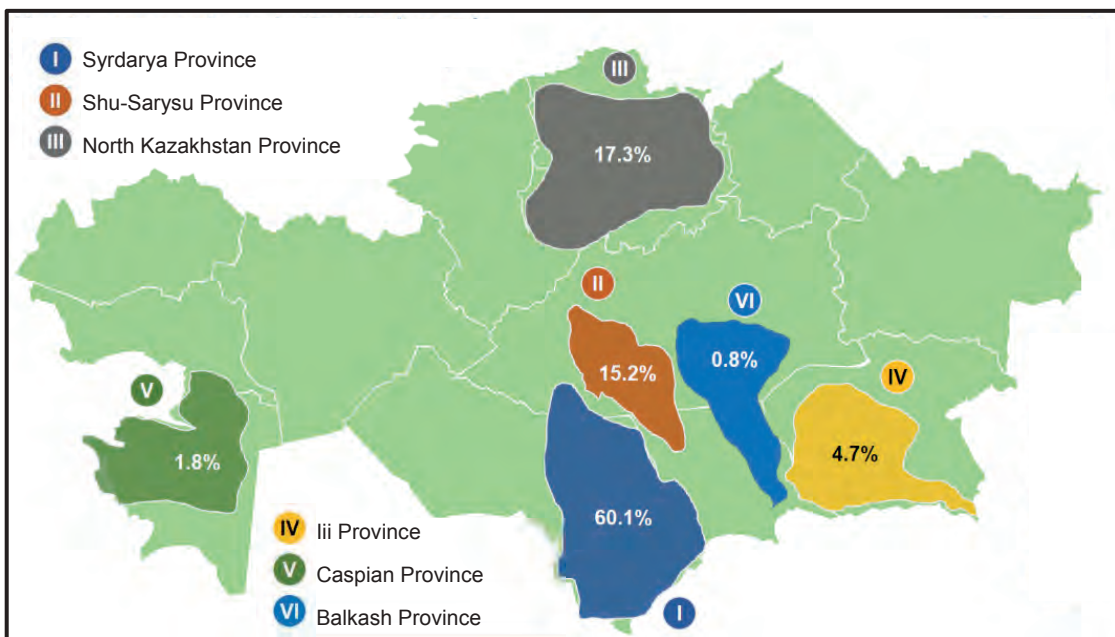 I Syrdarya Province
II Shu-Sarysu Province
III North Kazakhstan Province
III
17.3%
II
VI
15.2%
0.8%
V
IV
1.8%
4.7%
60.1%
IV Iii Province
V Caspian Province
VI Balkash Province
I